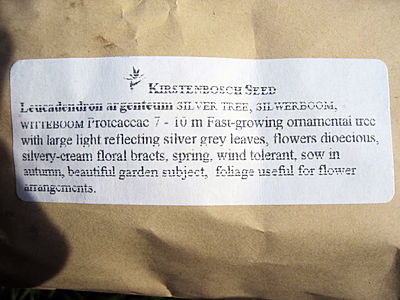 KIRSTENBOSCH SEED
Leucadendron argenteum SILVER TREE, SILWERBOOM,
WITTEBOOM Proteaceae 7 - 10 m Fast-growing ornamental tree
with large light reflecting silver grey leaves, flowers dioecious,
silvery-cream floral bracts, spring, wind tolerant, sow in
autumn, beautiful garden subject, foliage useful for flower
arrangements.